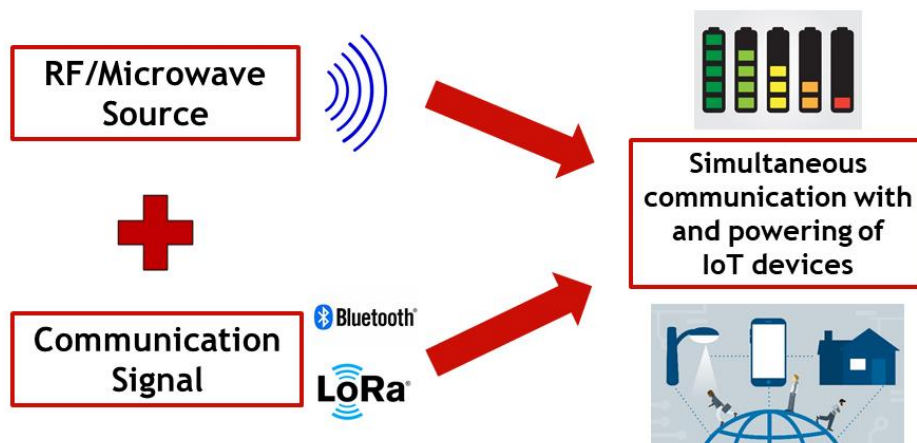 RF/Microwave
Source
Communication
Signal
Bluetooth®
LoRa®
Simultaneous
communication with
and powering of
IoT devices